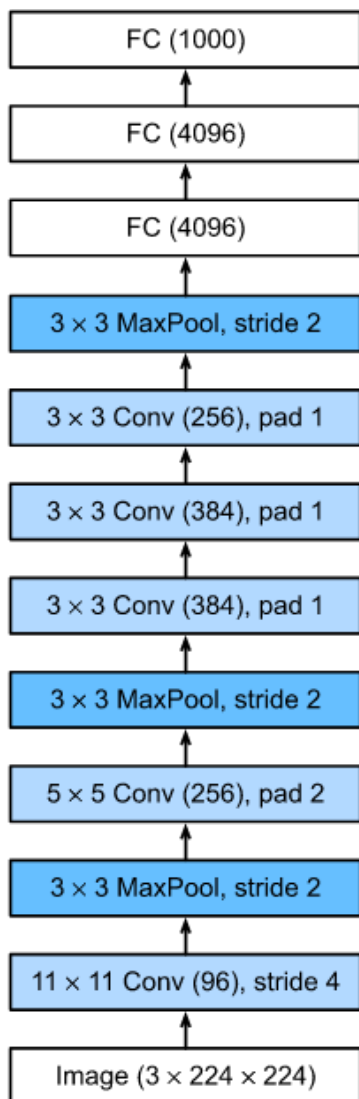 FC (1000)
FC (4096)
FC (4096)
3 × 3 MaxPool, stride 2
3 × 3 Conv (256), pad 1
3 × 3 Conv (384), pad 1
3 × 3 Conv (384), pad 1
3 × 3 MaxPool, stride 2
5 × 5 Conv (256), pad 2
3 × 3 MaxPool, stride 2
11 × 11 Conv (96), stride 4
Image (3 × 224 × 224)